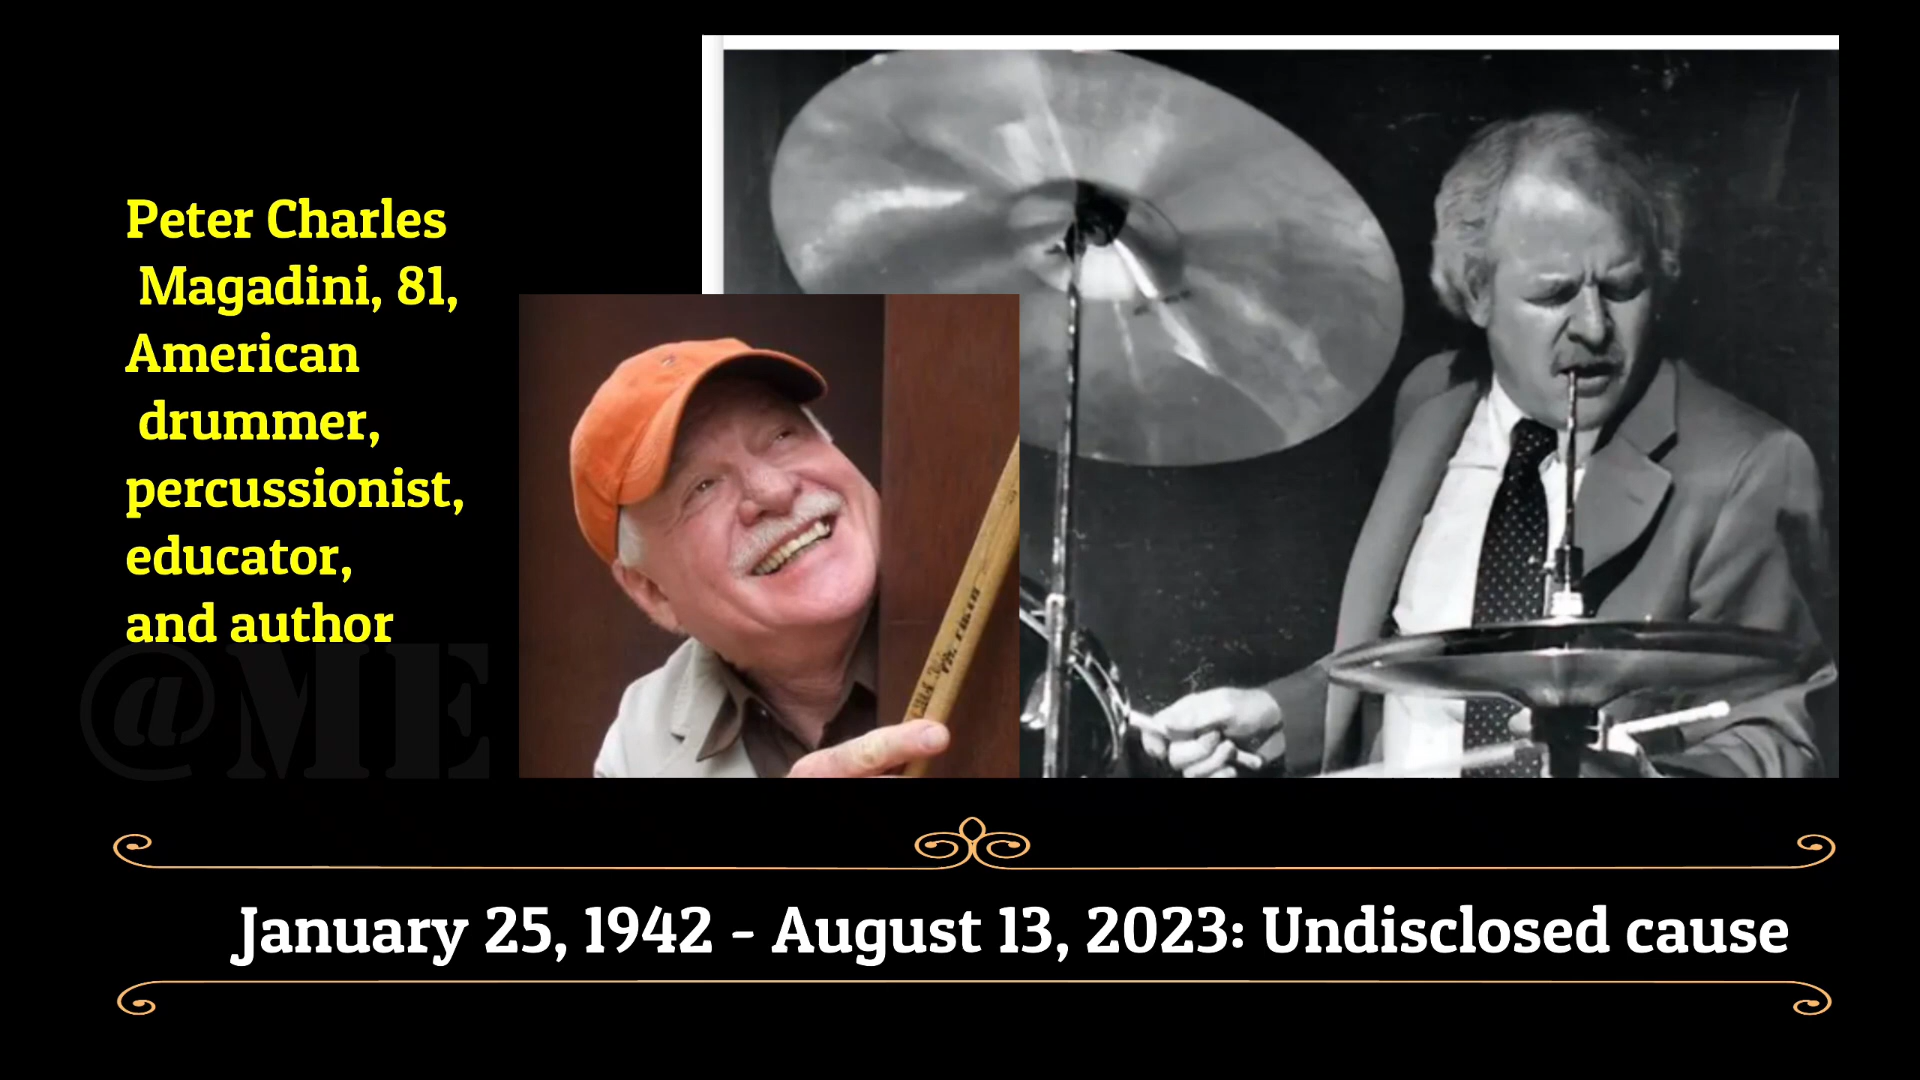 Peter Charles
Magadini, 81,
American
drummer,
percussionist,
educator,
and author
@ME
January 25, 1942 - August 13, 2023: Undisclosed cause